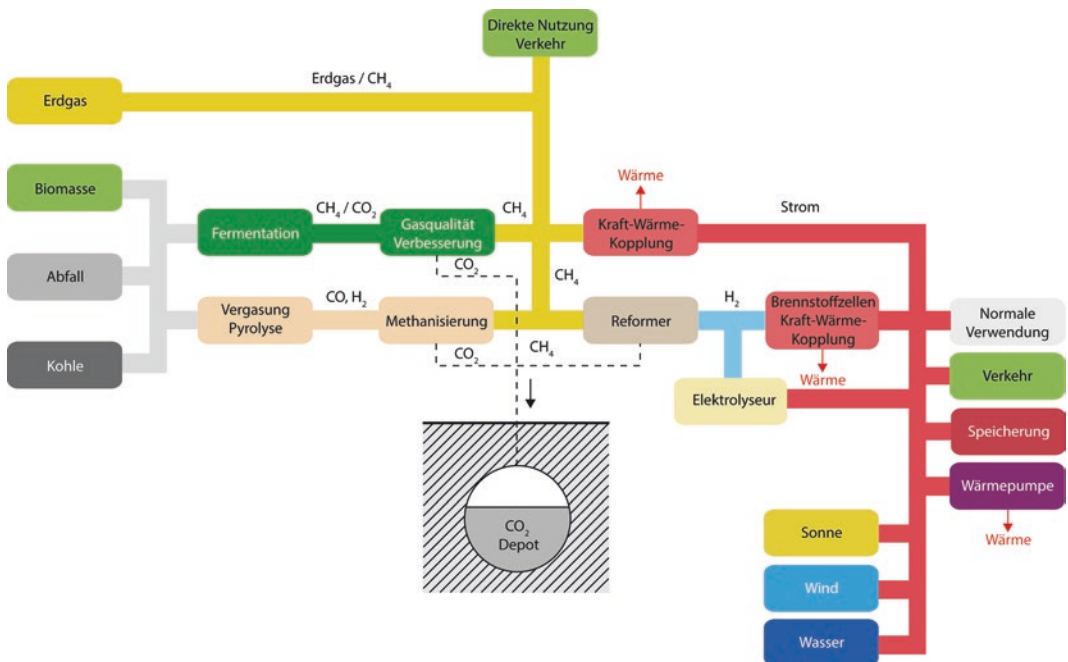 Direkte Nutzung
Verkehr
Erdgas / CH₄
Erdgas
Biomasse
Wärme
CH₄ / CO₂
CH₄
Strom
Fermentation
Gasqualität
Verbesserung
Kraft-Wärme-
Kopplung
Abfall
CO₂
CH₄
CO, H₂
H₂
Vergasung
Pyrolyse
Methanisierung
Reformer
Brennstoffzellen
Kraft-Wärme-
Kopplung
Normale
Verwendung
Kohle
CO₂
CH₄
Wärme
Verkehr
Elektrolyseur
Speicherung
Wärmepumpe
CO₂
Depot
Sonne
Wärme
Wind
Wasser